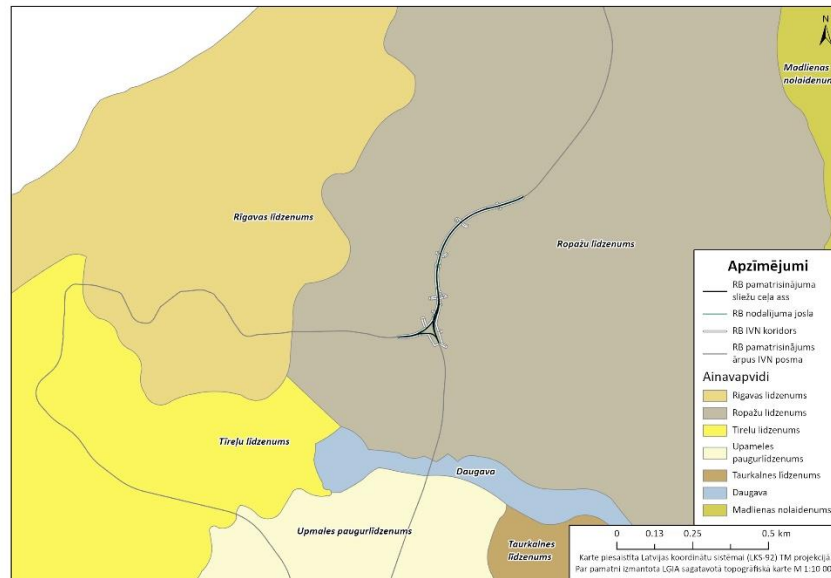 N
Madlienas
nolaidenums
Rīgavas līdzenums
Ropažu līdzenums
Tīreļu līdzenums
Daugava
Upmales paugurlīdzenums
Taurkalnes
līdzenums
Apzīmējumi
RB pamatrisinājuma
sliežu ceļa ass
RB nodalījuma josla
RB IVN koridors
RB pamatrisinājums
ārpus IVN posma
Ainavapvidi
Rīgavas līdzenums
Ropažu līdzenums
Tīreļu līdzenums
Upameles
paugurlīdzenums
Taurkalnes līdzenums
Daugava
Madlienas nolaidenums
0 0.13 0.25 0.5 km
Karte piesaistīta Latvijas koordinātu sistēmai (LKS-92) TM projekcijā
Par pamatni izmantota LGIA sagatavotā topogrāfiskā karte M 1:10 00